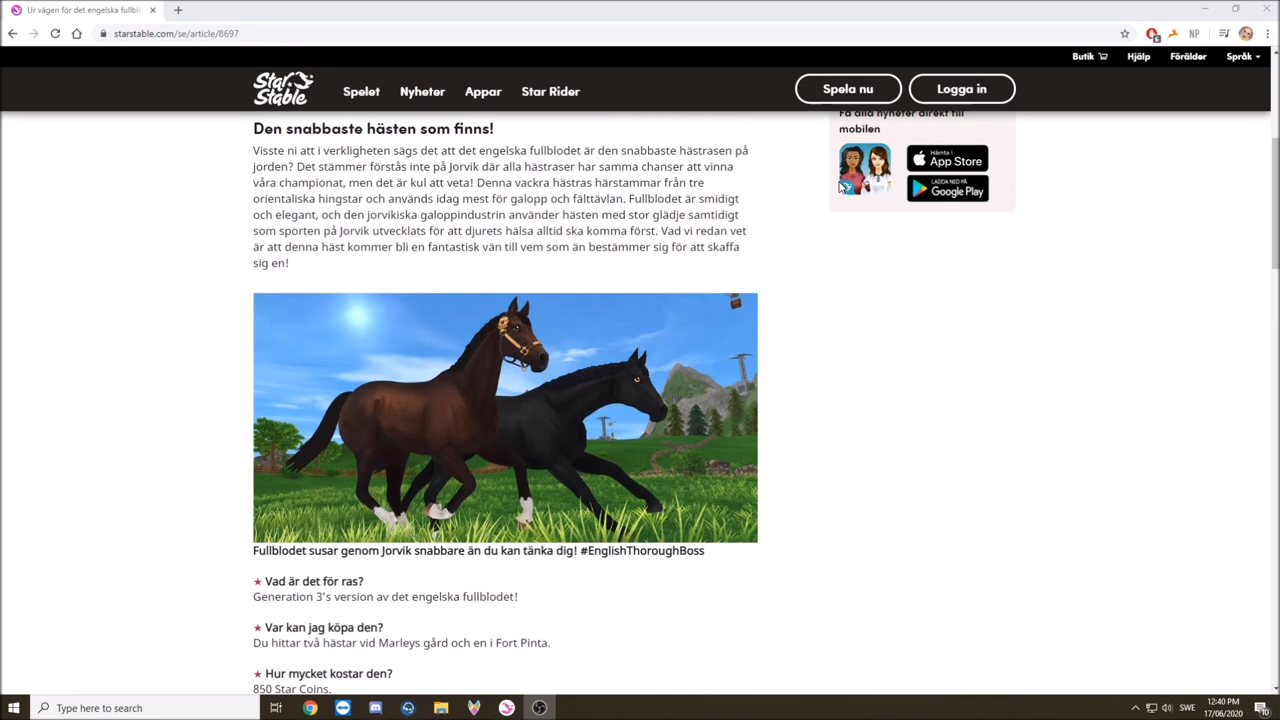 Ur vägen för det engelska fullblo
starstable.com/se/article/8697
NP
Butik
Hjälp
Förälder
Språk
Star Stable
Spelet
Nyheter
Appar
Star Rider
Spela nu
Logga in
Den snabbaste hästen som finns!
Visste ni att i verkligheten sägs det att det engelska fullblodet är den snabbaste hästrasen på
jorden? Det stämmer förstås inte på Jorvik där alla hästraser har samma chanser att vinna
våra championat, men det är kul att veta! Denna vackra hästras härstammar från tre
orientaliska hingstar och används idag mest för galopp och fälttävlan. Fullblodet är smidigt
och elegant, och den jorvikiska galoppindustrin använder hästen med stor glädje samtidigt
som sporten på Jorvik utvecklats för att djurets hälsa alltid ska komma först. Vad vi redan vet
är att denna häst kommer bli en fantastisk vän till vem som än bestämmer sig för att skaffa
sig en!
Få alla nyheter direkt till
mobilen
Hämta i
App Store
LADDA NED PÅ
Google Play
Fullblodet susar genom Jorvik snabbare än du kan tänka dig! #EnglishThoroughBoss
★ Vad är det för ras?
Generation 3's version av det engelska fullblodet!
★ Var kan jag köpa den?
Du hittar två hästar vid Marleys gård och en i Fort Pinta.
★ Hur mycket kostar den?
850 Star Coins.
Type here to search
SWE
12:40 PM
17/06/2020
10